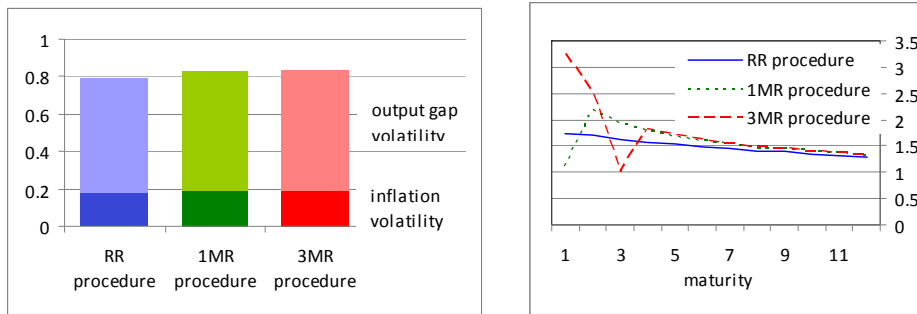 1
0.8
0.6
0.4
0.2
0
output gap
volatility
inflation
volatility
RR
procedure
1MR
procedure
3MR
procedure
3.5
3
2.5
2
1.5
1
0.5
0
RR procedure
1MR procedure
3MR procedure
1 3 5 7 9 11
maturity